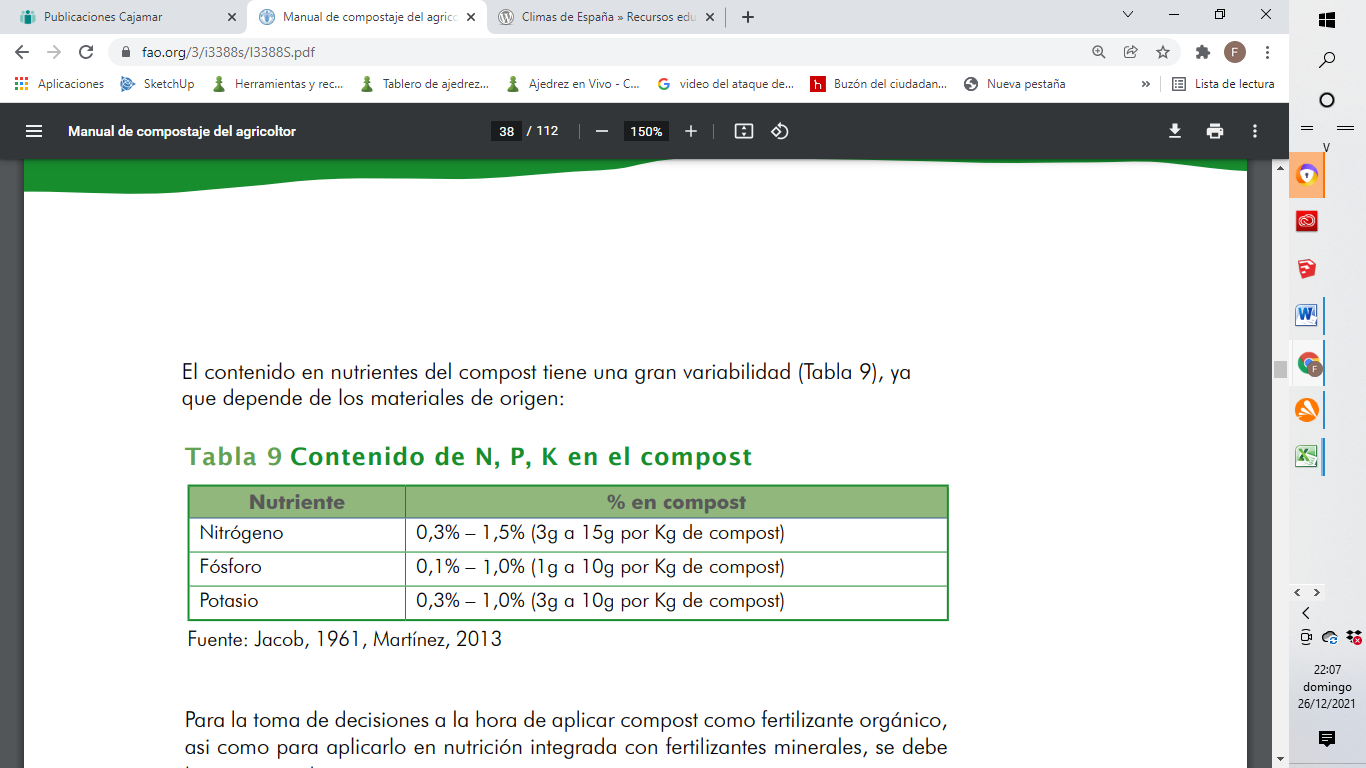 Publicaciones Cajamar
Manual de compostaje del agrico
Climas de España » Recursos edu
fao.org/3/i3388s/I3388S.pdf
F
Aplicaciones
SketchUp
Herramientas y rec...
Tablero de ajedrez...
Ajedrez en Vivo - C...
video del ataque de...
Buzón del ciudadan...
Nueva pestaña
»
Lista de lectura
Manual de compostaje del agricoltor
38 / 112
150%
El contenido en nutrientes del compost tiene una gran variabilidad (Tabla 9), ya
que depende de los materiales de origen:
Tabla 9 Contenido de N, P, K en el compost
Nutriente % en compost
Nitrógeno 0,3% – 1,5% (3g a 15g por Kg de compost)
Fósforo 0,1% – 1,0% (1g a 10g por Kg de compost)
Potasio 0,3% – 1,0% (3g a 10g por Kg de compost)
Fuente: Jacob, 1961, Martínez, 2013
Para la toma de decisiones a la hora de aplicar compost como fertilizante orgánico,
asi como para aplicarlo en nutrición integrada con fertilizantes minerales, se debe
22:07
domingo
26/12/2021